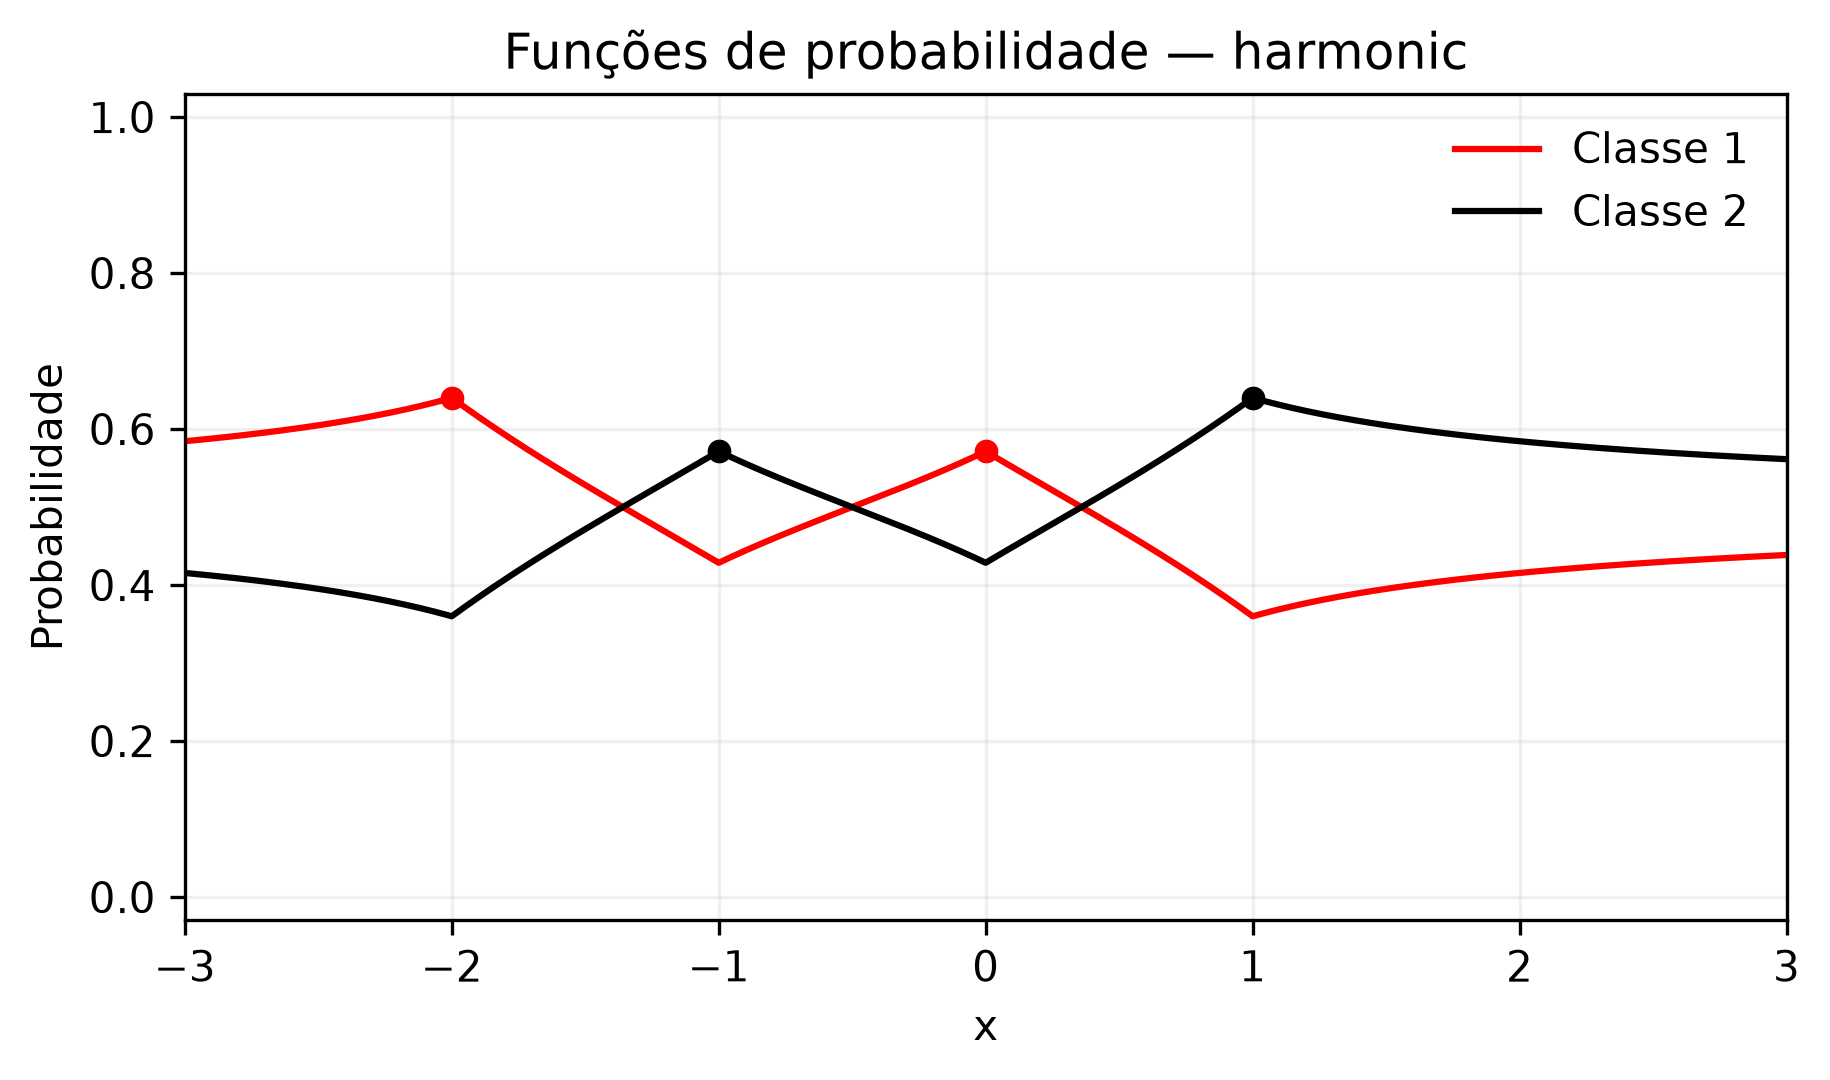 Funções de probabilidade — harmonic
Classe 1
Classe 2
Probabilidade
1.0
0.8
0.6
0.4
0.2
0.0
−3
−2
−1
0
1
2
3
x